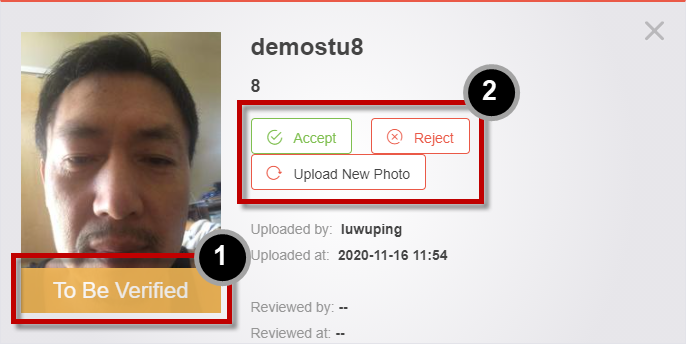 demostu8
8
2
Accept
Reject
Upload New Photo
Uploaded by: luwuping
1
Uploaded at: 2020-11-16 11:54
To Be Verified
Reviewed by: --
Reviewed at: --